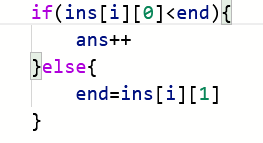 if(ins[i][0]<end){
ans++
}else{
end=ins[i][1]
}